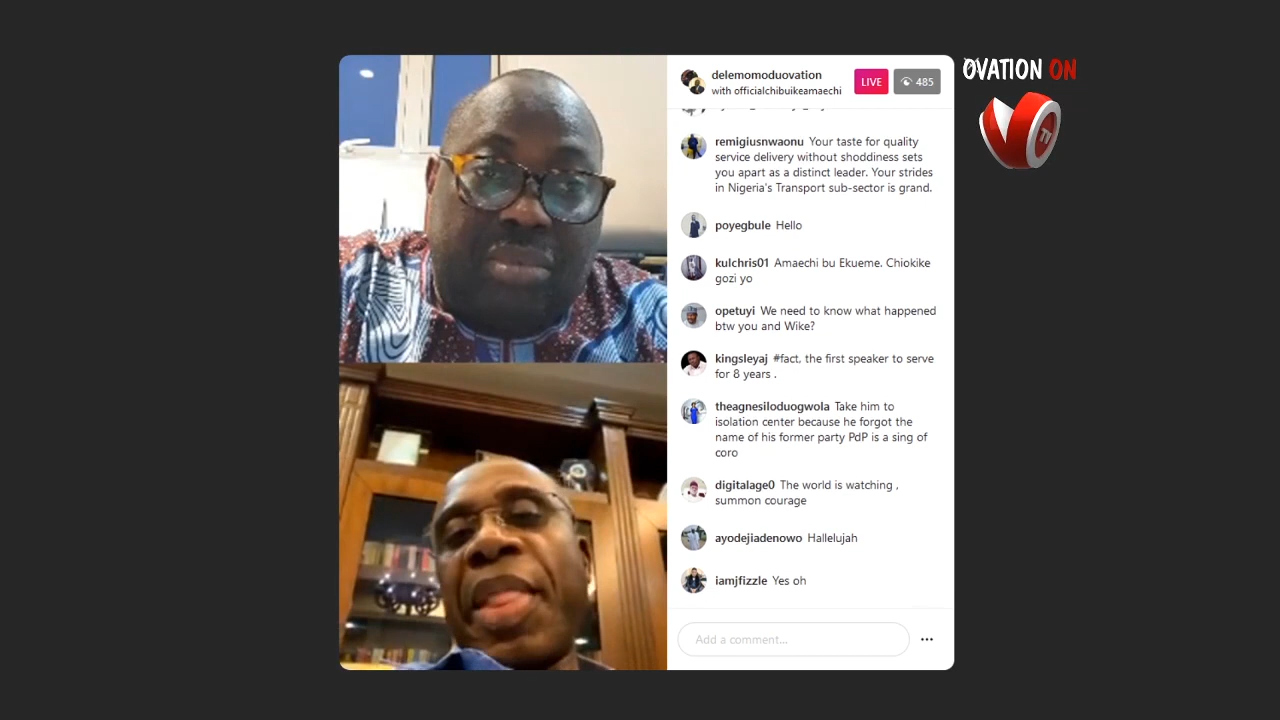 OVATION ON
delemomoduovation
with officialchibuikeamaechi
LIVE
485
remigiusnwaonu Your taste for quality
service delivery without shoddiness sets
you apart as a distinct leader. Your strides
in Nigeria's Transport sub-sector is grand.
poyegbule Hello
kulchris01 Amaechi bu Ekueme. Chiokike
gozi yo
opetuyi We need to know what happened
btw you and Wike?
kingsleyaj #fact, the first speaker to serve
for 8 years .
theagnesiloduogwola Take him to
isolation center because he forgot the
name of his former party PdP is a sing of
coro
digitalage0 The world is watching ,
summon courage
ayodejiadenowo Hallelujah
iamjfizzle Yes oh
Add a comment...